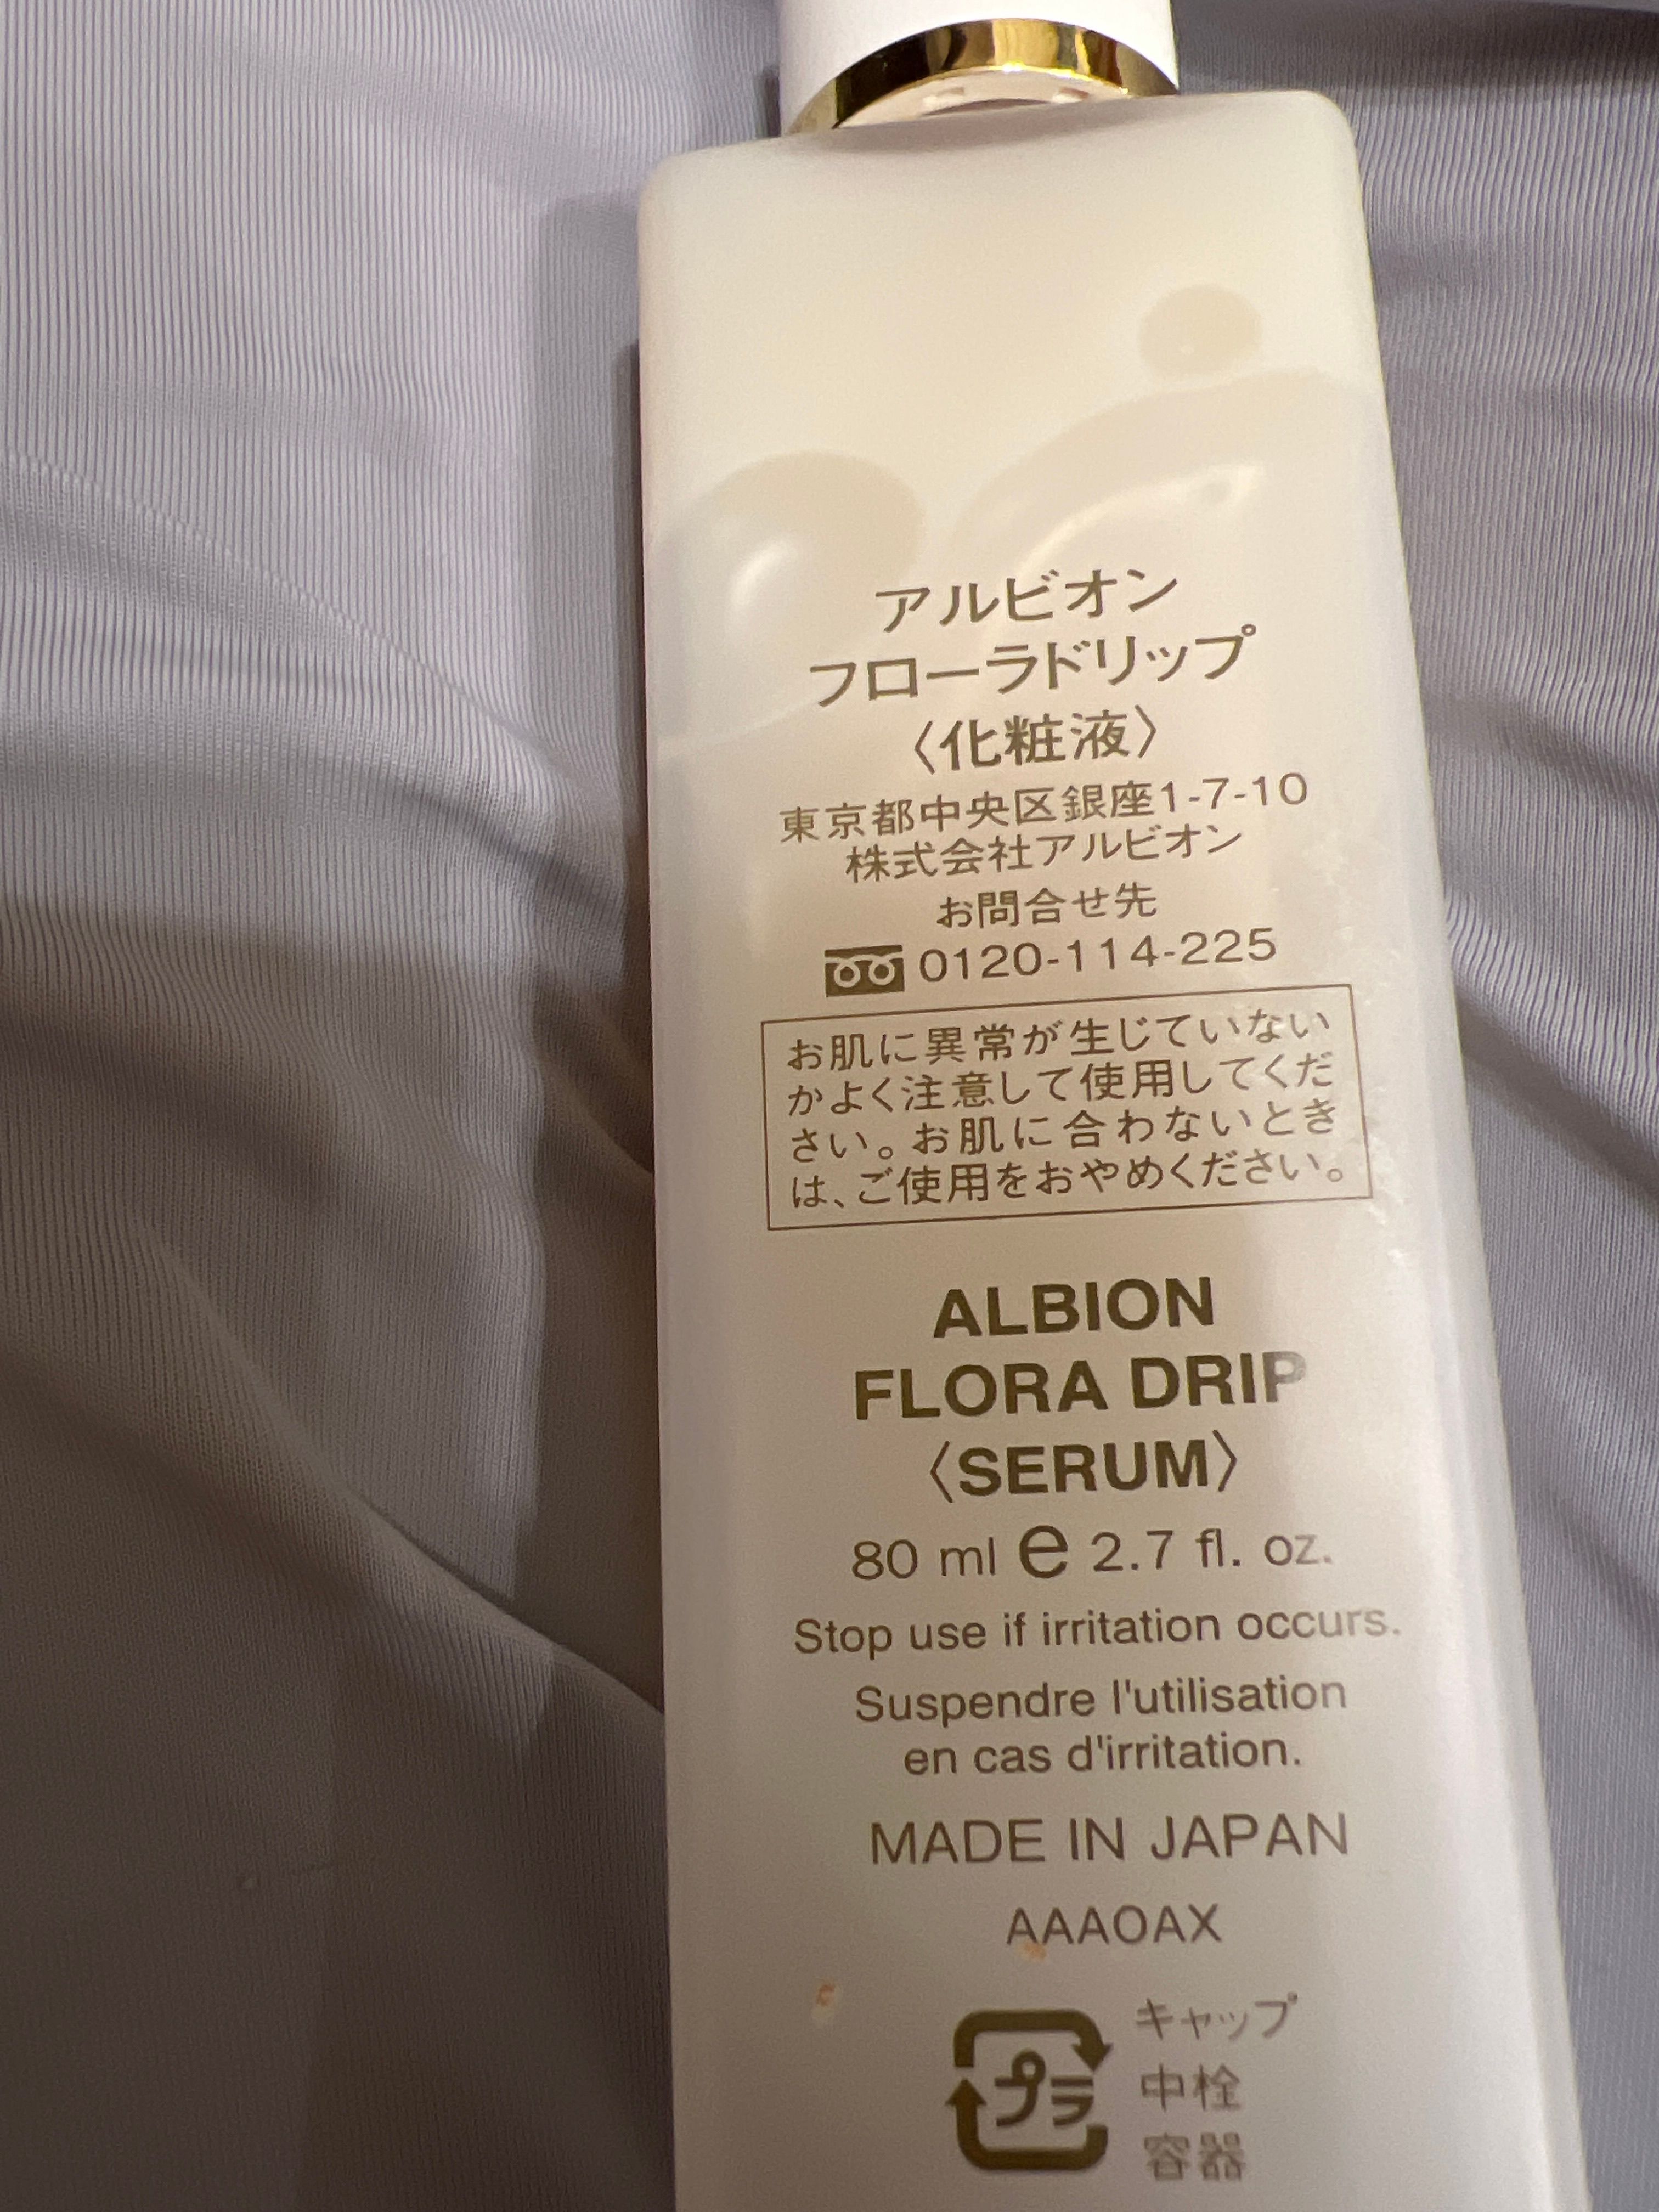 アルビオン
フローラドリップ
〈化粧液〉
東京都中央区銀座1-7-10
株式会社アルビオン
お問合せ先
0120-114-225
お肌に異常が生じていない
かよく注意して使用してくだ
さい。お肌に合わないとき
は、ご使用をおやめください。
ALBION
FLORA DRIP
〈SERUM〉
80 ml e 2.7 fl. oz.
Stop use if irritation occurs.
Suspendre l'utilisation
en cas d'irritation.
MADE IN JAPAN
AAAOAX
プラ
キャップ
中栓
容器